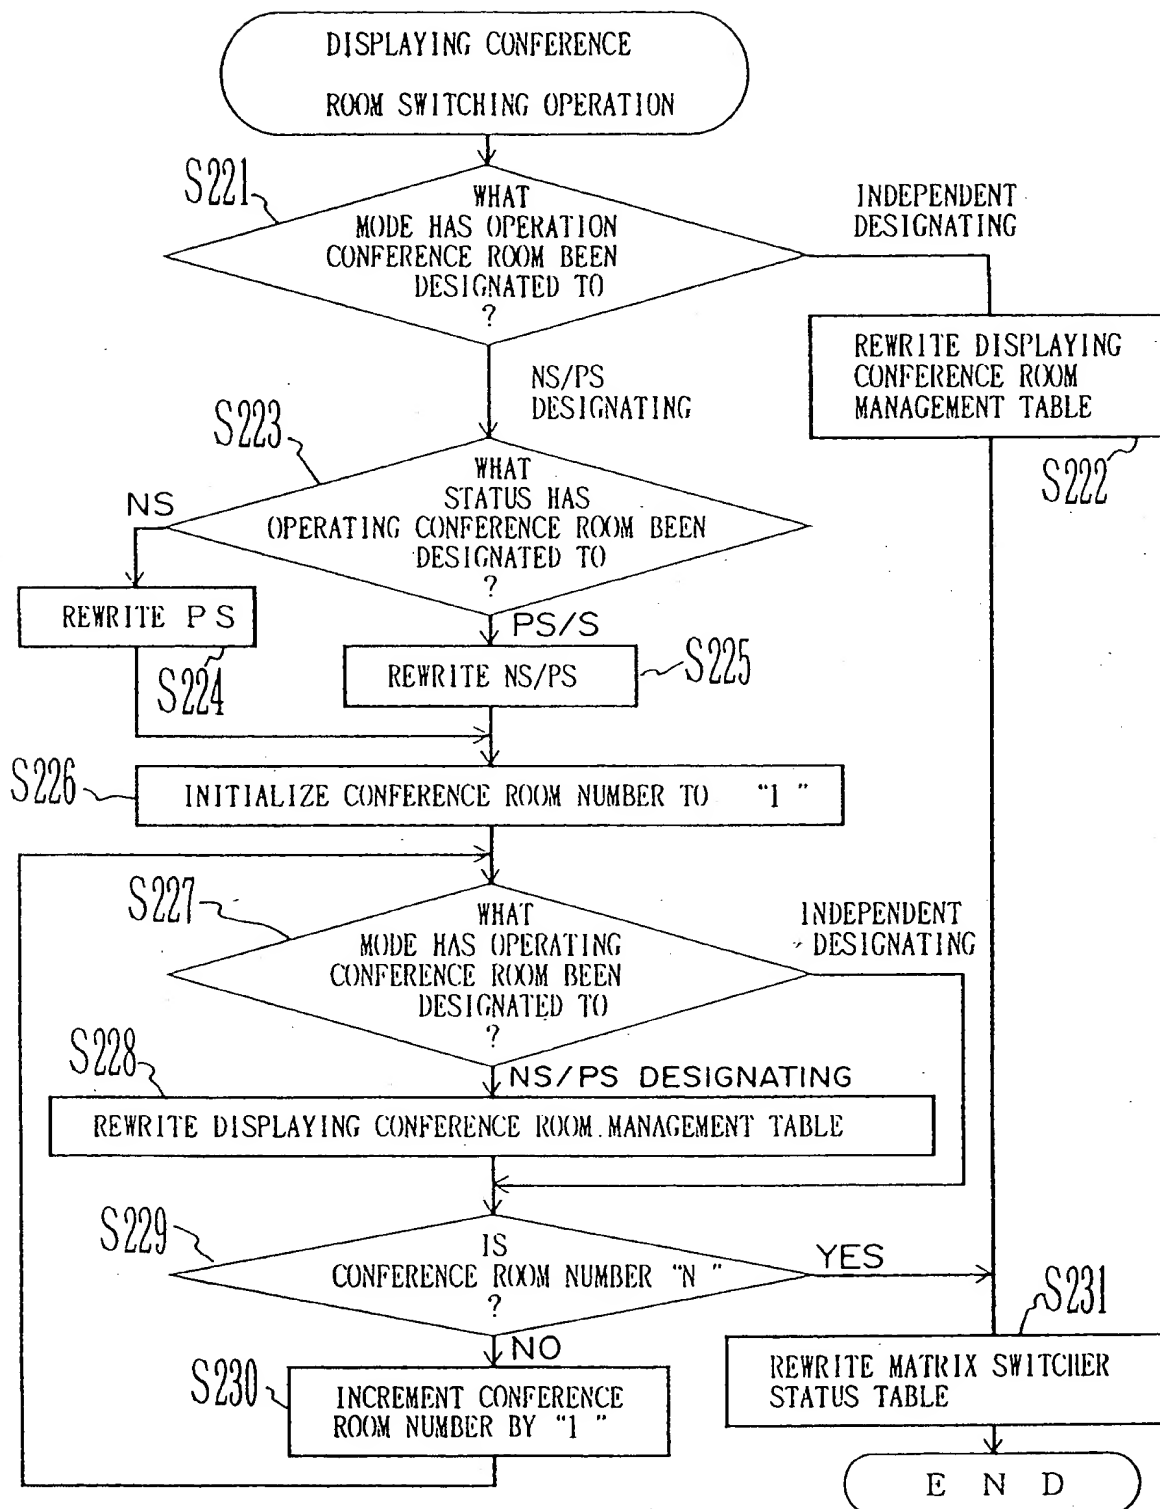 DISPLAYING CONFERENCE
ROOM SWITCHING OPERATION
S221
WHAT
MODE HAS OPERATION
CONFERENCE ROOM BEEN
DESIGNATED TO
?
INDEPENDENT
DESIGNATING
REWRITE DISPLAYING
CONFERENCE ROOM
MANAGEMENT TABLE
S222
NS/PS
DESIGNATING
S223
WHAT
STATUS HAS
OPERATING CONFERENCE ROOM BEEN
DESIGNATED TO
?
NS
REWRITE PS
S224
PS/S
REWRITE NS/PS
S225
S226
INITIALIZE CONFERENCE ROOM NUMBER TO "1"
S227
WHAT
MODE HAS OPERATING
CONFERENCE ROOM BEEN
DESIGNATED TO
?
INDEPENDENT
DESIGNATING
S228
NS/PS DESIGNATING
REWRITE DISPLAYING CONFERENCE ROOM MANAGEMENT TABLE
S229
IS
CONFERENCE ROOM NUMBER "N"
?
YES
NO
S230
INCREMENT CONFERENCE
ROOM NUMBER BY "1"
S231
REWRITE MATRIX SWITCHER
STATUS TABLE
END